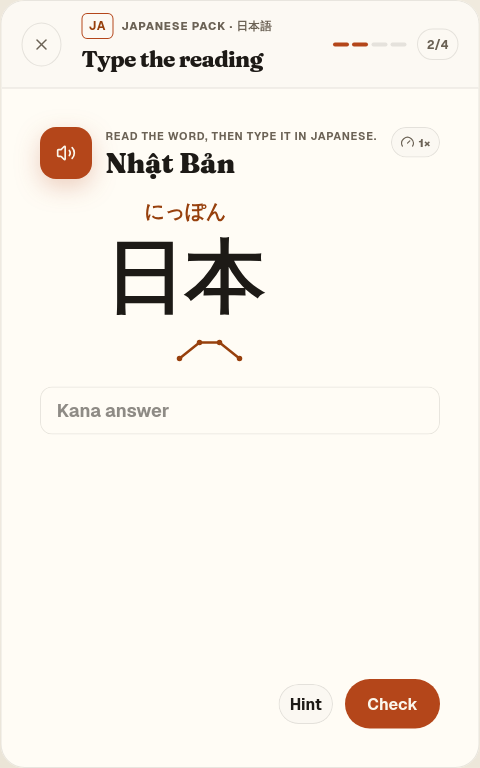 JA
JAPANESE PACK · 日本語
Type the reading
2/4
READ THE WORD, THEN TYPE IT IN JAPANESE.
Nhật Bản
1×
にっぽん
日本
Kana answer
Hint
Check